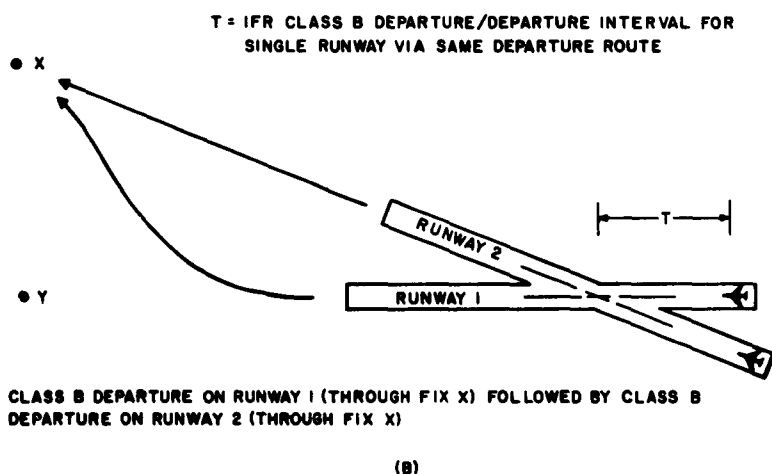 T = IFR CLASS B DEPARTURE/DEPARTURE INTERVAL FOR
SINGLE RUNWAY VIA SAME DEPARTURE ROUTE
X
T
RUNWAY 2
Y
RUNWAY 1
CLASS B DEPARTURE ON RUNWAY 1 (THROUGH FIX X) FOLLOWED BY CLASS B
DEPARTURE ON RUNWAY 2 (THROUGH FIX X)
(B)